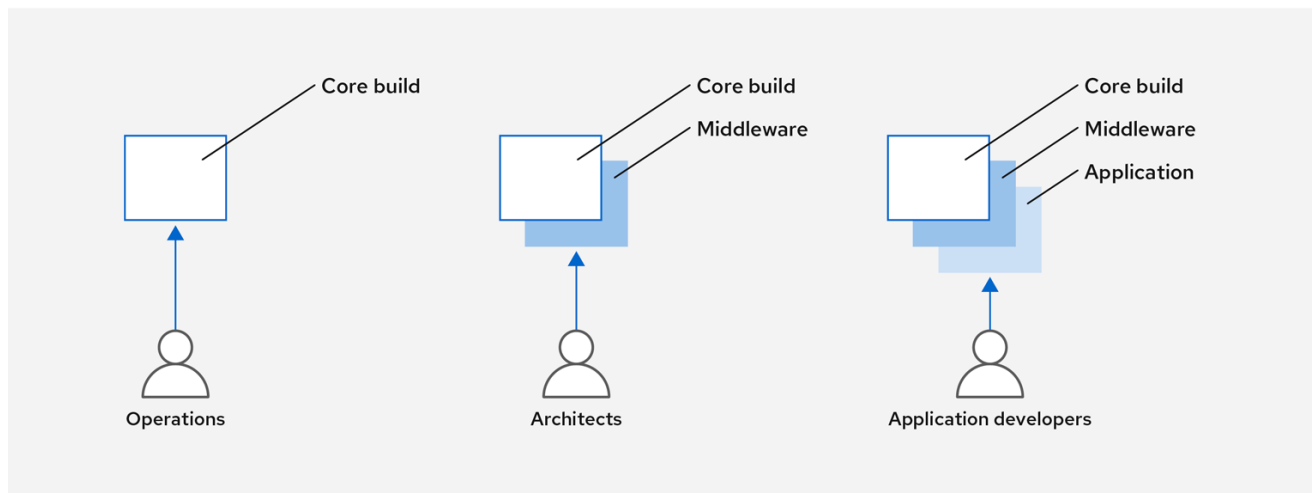 Core build
Core build
Middleware
Core build
Middleware
Application
Operations
Architects
Application developers